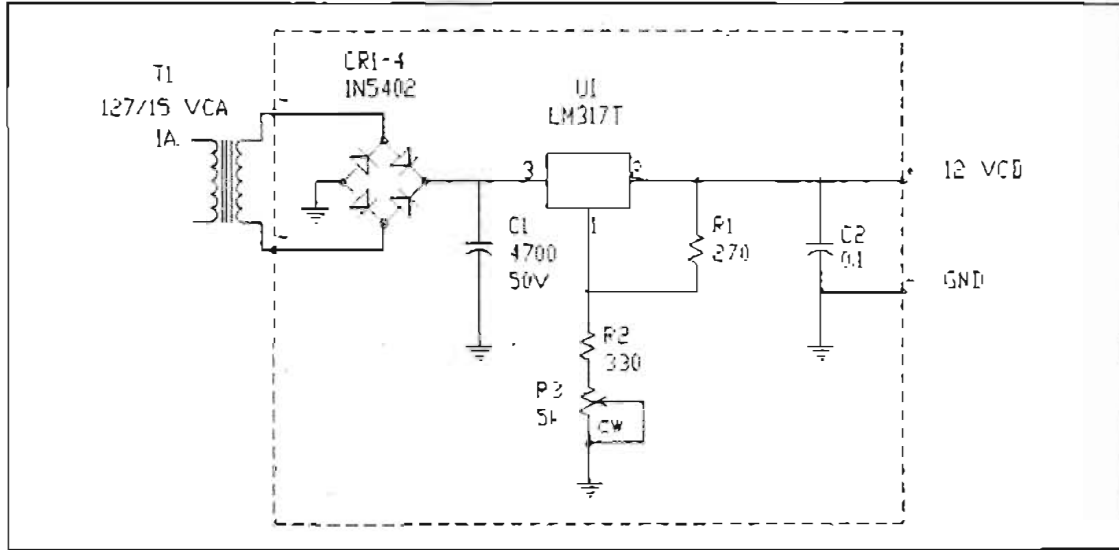 T1
127/15 VCA
1A
CR1-4
1N5402
U1
LM317T
3
2
1
+
12 VCD
C1
4700
50V
R1
270
C2
0.1
-
GND
R2
330
R3
5K
CW